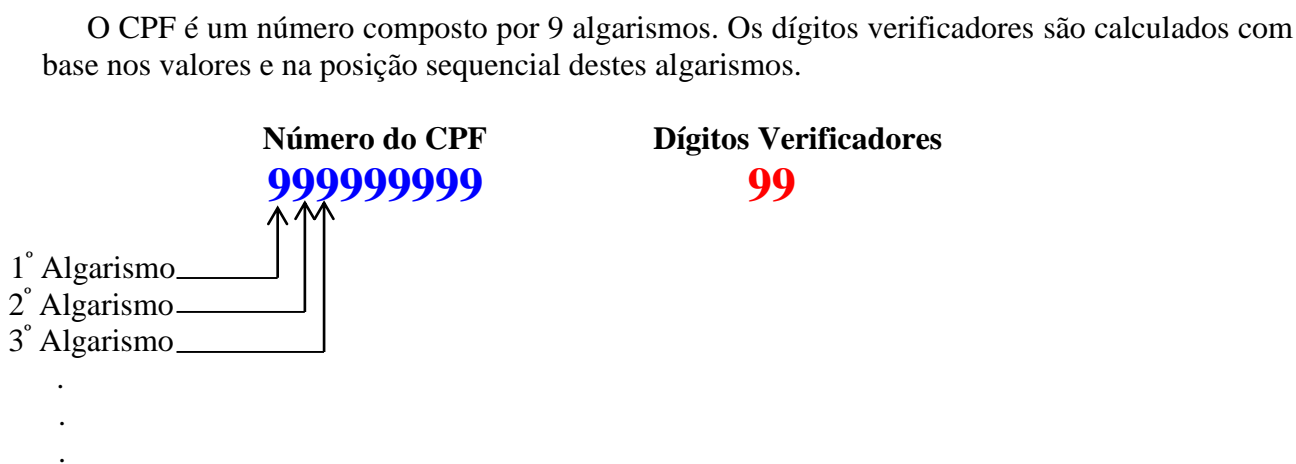 O CPF é um número composto por 9 algarismos. Os dígitos verificadores são calculados com
base nos valores e na posição sequencial destes algarismos.
Número do CPF Dígitos Verificadores
999999999 99
1º Algarismo
2º Algarismo
3º Algarismo
.
.
.